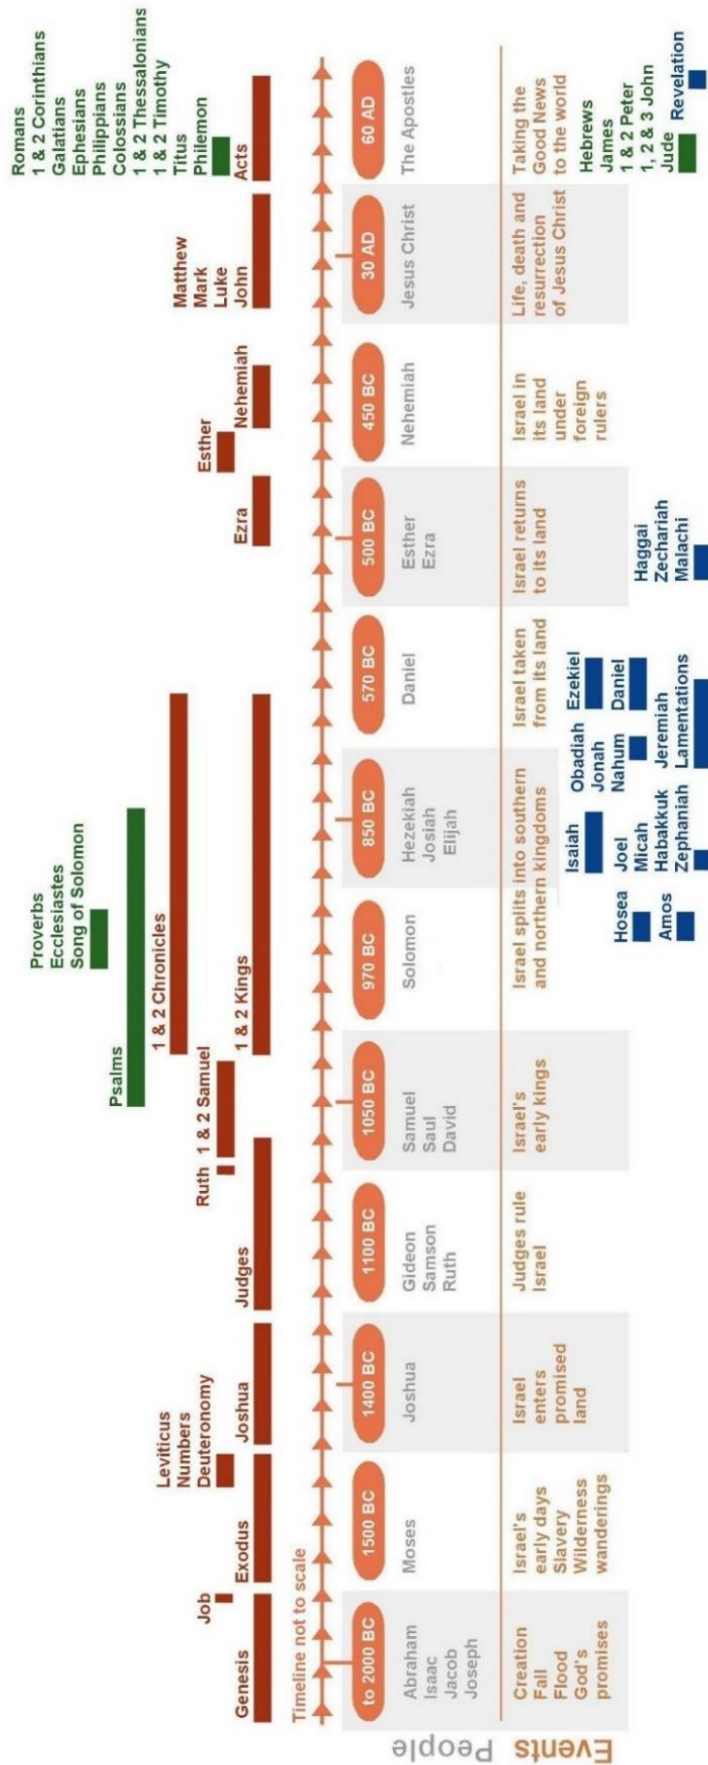 Proverbs
Ecclesiastes
Song of Solomon
Psalms
1 & 2 Chronicles
Romans
1 & 2 Corinthians
Galatians
Ephesians
Philippians
Colossians
1 & 2 Thessalonians
1 & 2 Timothy
Titus
Philemon
Leviticus
Numbers
Deuteronomy
Matthew
Mark
Luke
John
Job
Ruth
1 & 2 Samuel
Esther
Genesis
Exodus
Joshua
Judges
1 & 2 Kings
Ezra
Nehemiah
Acts
Timeline not to scale
to 2000 BC
1500 BC
1400 BC
1100 BC
1050 BC
970 BC
850 BC
570 BC
500 BC
450 BC
30 AD
60 AD
People
Abraham
Isaac
Jacob
Joseph
Moses
Joshua
Gideon
Samson
Ruth
Samuel
Saul
David
Solomon
Hezekiah
Josiah
Elijah
Daniel
Esther
Ezra
Nehemiah
Jesus Christ
The Apostles
Events
Creation
Fall
Flood
God's
promises
Israel's
early days
Slavery
Wilderness
wanderings
Israel
enters
promised
land
Judges rule
Israel
Israel's
early kings
Israel splits into southern
and northern kingdoms
Israel taken
from its land
Israel returns
to its land
Israel in
its land
under
foreign
rulers
Life, death and
resurrection
of Jesus Christ
Taking the
Good News
to the world
Hosea
Amos
Isaiah
Joel
Micah
Habakkuk
Zephaniah
Obadiah
Jonah
Nahum
Ezekiel
Daniel
Jeremiah
Lamentations
Haggai
Zechariah
Malachi
Hebrews
James
1 & 2 Peter
1, 2 & 3 John
Jude
Revelation